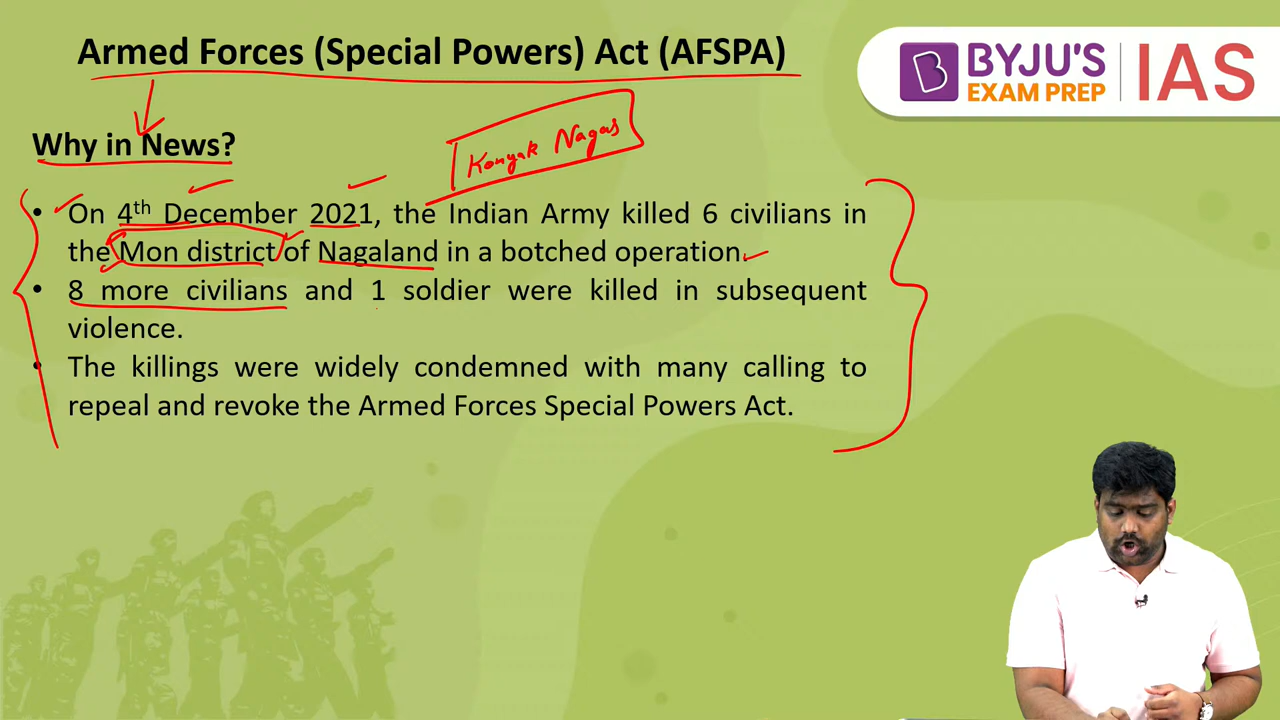 Armed Forces (Special Powers) Act (AFSPA)
BYJU'S
EXAM PREP
IAS
Why in News?
Konyak Nagas
• On 4th December 2021, the Indian Army killed 6 civilians in
the Mon district of Nagaland in a botched operation.
• 8 more civilians and 1 soldier were killed in subsequent
violence.
• The killings were widely condemned with many calling to
repeal and revoke the Armed Forces Special Powers Act.